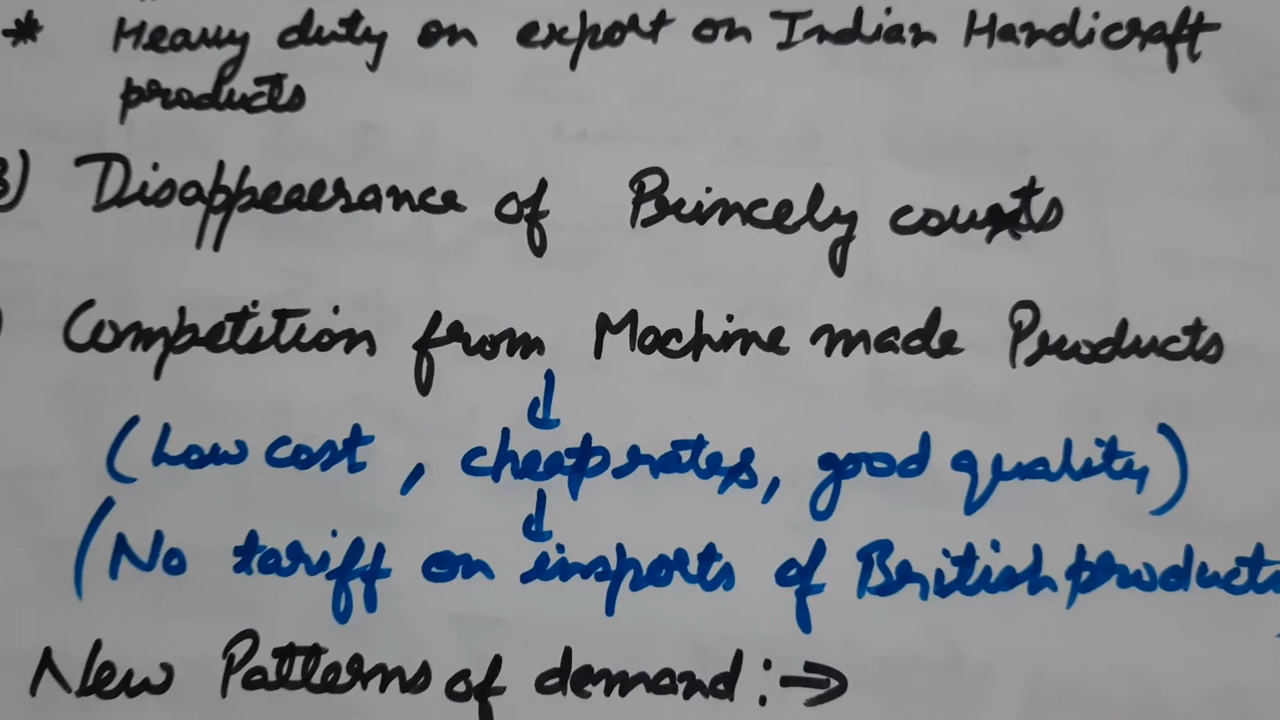 * Heavy duty on export on Indian Handicraft
products
3) Disappearance of Princely courts
) Competition from Machine made Products
(Low cost, cheap rates, good quality)
(No tariff on imports of British products
New Patterns of demand :→